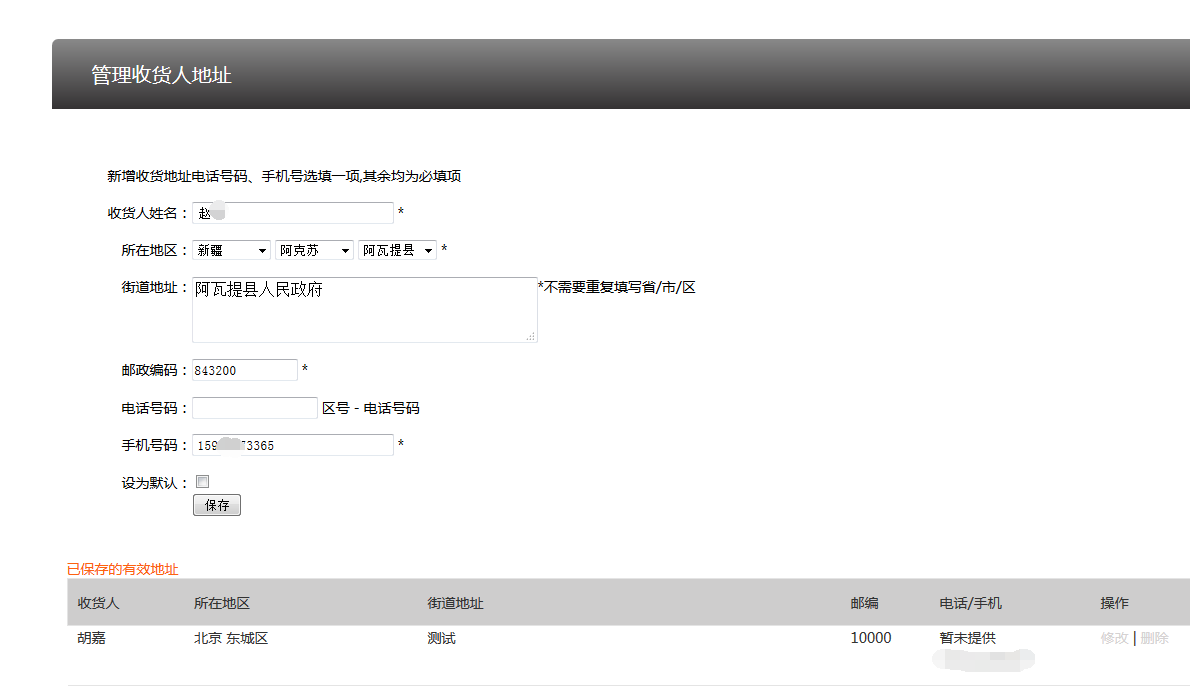 管理收货人地址
新增收货地址电话号码、手机号选填一项,其余均为必填项
收货人姓名： 赵 *
所在地区： 新疆 阿克苏 阿瓦提县 *
街道地址： 阿瓦提县人民政府 *不需要重复填写省/市/区
邮政编码： 843200 *
电话号码： 区号 - 电话号码
手机号码： 159 73365 *
设为默认：
保存
已保存的有效地址
收货人 所在地区 街道地址 邮编 电话/手机 操作
胡嘉 北京 东城区 测试 10000 暂未提供 修改 | 删除